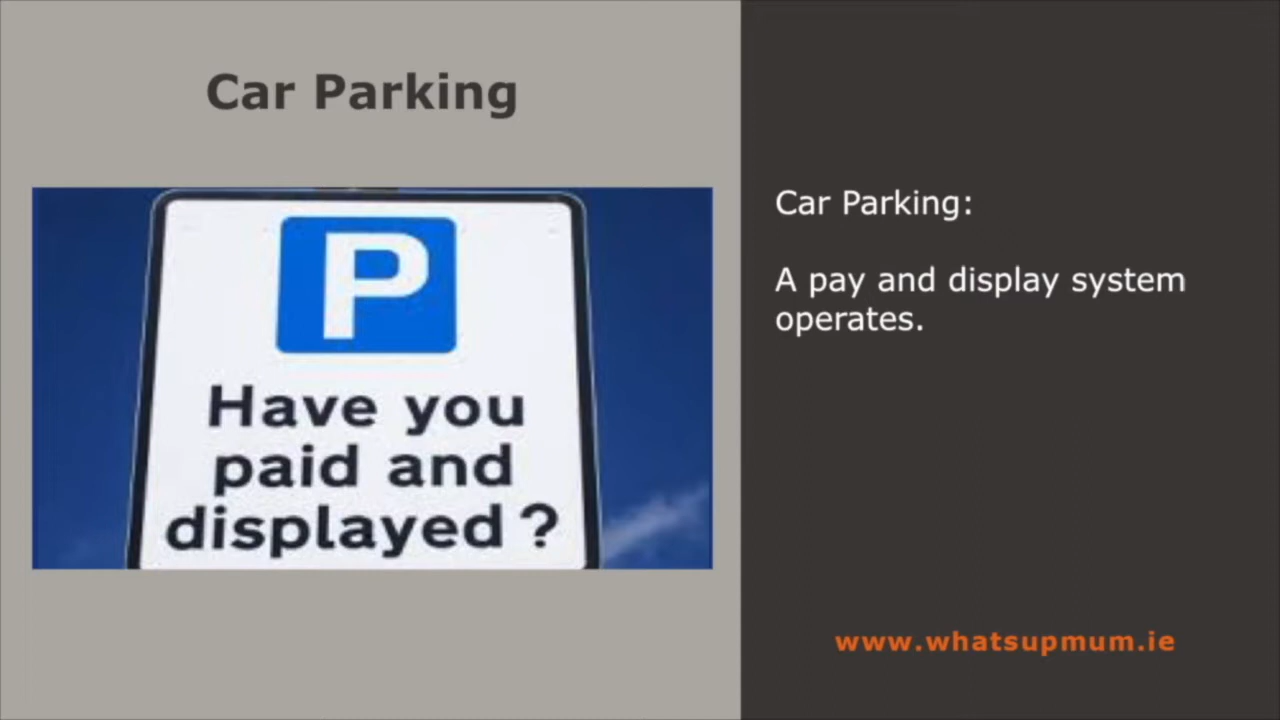 Car Parking
P
Have you
paid and
displayed ?
Car Parking:
A pay and display system
operates.
www.whatsupmum.ie